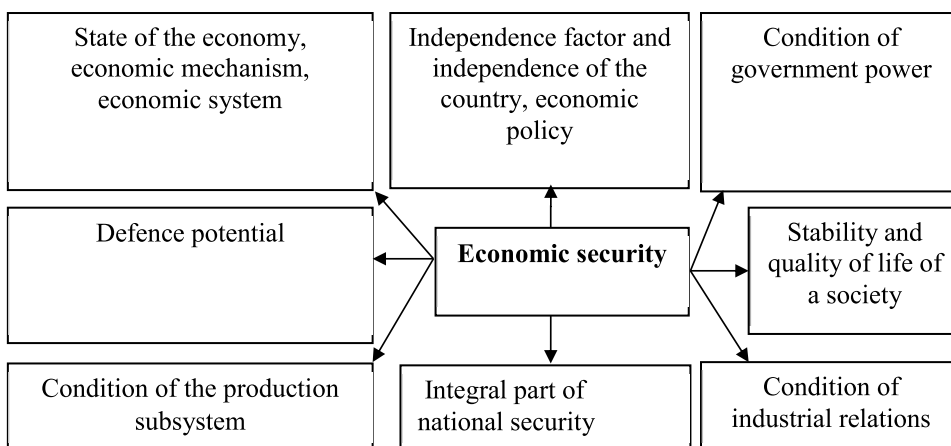 State of the economy,
economic mechanism,
economic system
Independence factor and
independence of the
country, economic
policy
Condition of
government power
Defence potential
Economic security
Stability and
quality of life of
a society
Condition of the production
subsystem
Integral part of
national security
Condition of
industrial relations